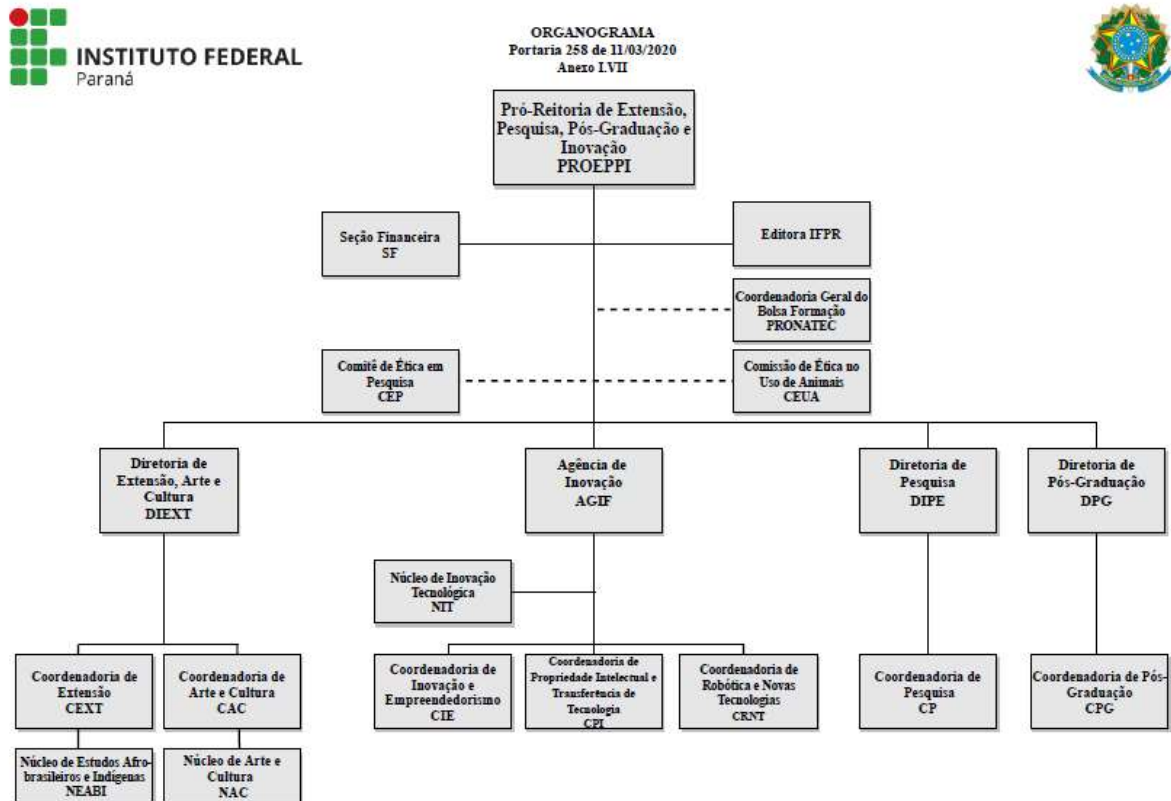 INSTITUTO FEDERAL
Paraná
ORGANOGRAMA
Portaria 258 de 11/03/2020
Anexo I.VII
Pró-Reitoria de Extensão,
Pesquisa, Pós-Graduação e
Inovação
PROEPPI
Seção Financeira
SF
Editora IFPR
Coordenadoria Geral do
Bolsa Formação
PRONATEC
Comitê de Ética em
Pesquisa
CEP
Comissão de Ética no
Uso de Animais
CEUA
Diretoria de
Extensão, Arte e
Cultura
DIEXT
Agência de
Inovação
AGIF
Diretoria de
Pesquisa
DIPE
Diretoria de
Pós-Graduação
DPG
Núcleo de Inovação
Tecnológica
NIT
Coordenadoria de
Extensão
CEXT
Coordenadoria de
Arte e Cultura
CAC
Coordenadoria de
Inovação e
Empreendedorismo
CIE
Coordenadoria de
Propriedade Intelectual e
Transferência de
Tecnologia
CPI
Coordenadoria de
Robótica e Novas
Tecnologias
CRNT
Coordenadoria de
Pesquisa
CP
Coordenadoria de Pós-
Graduação
CPG
Núcleo de Estudos Afro-
brasileiros e Indígenas
NEABI
Núcleo de Arte e
Cultura
NAC